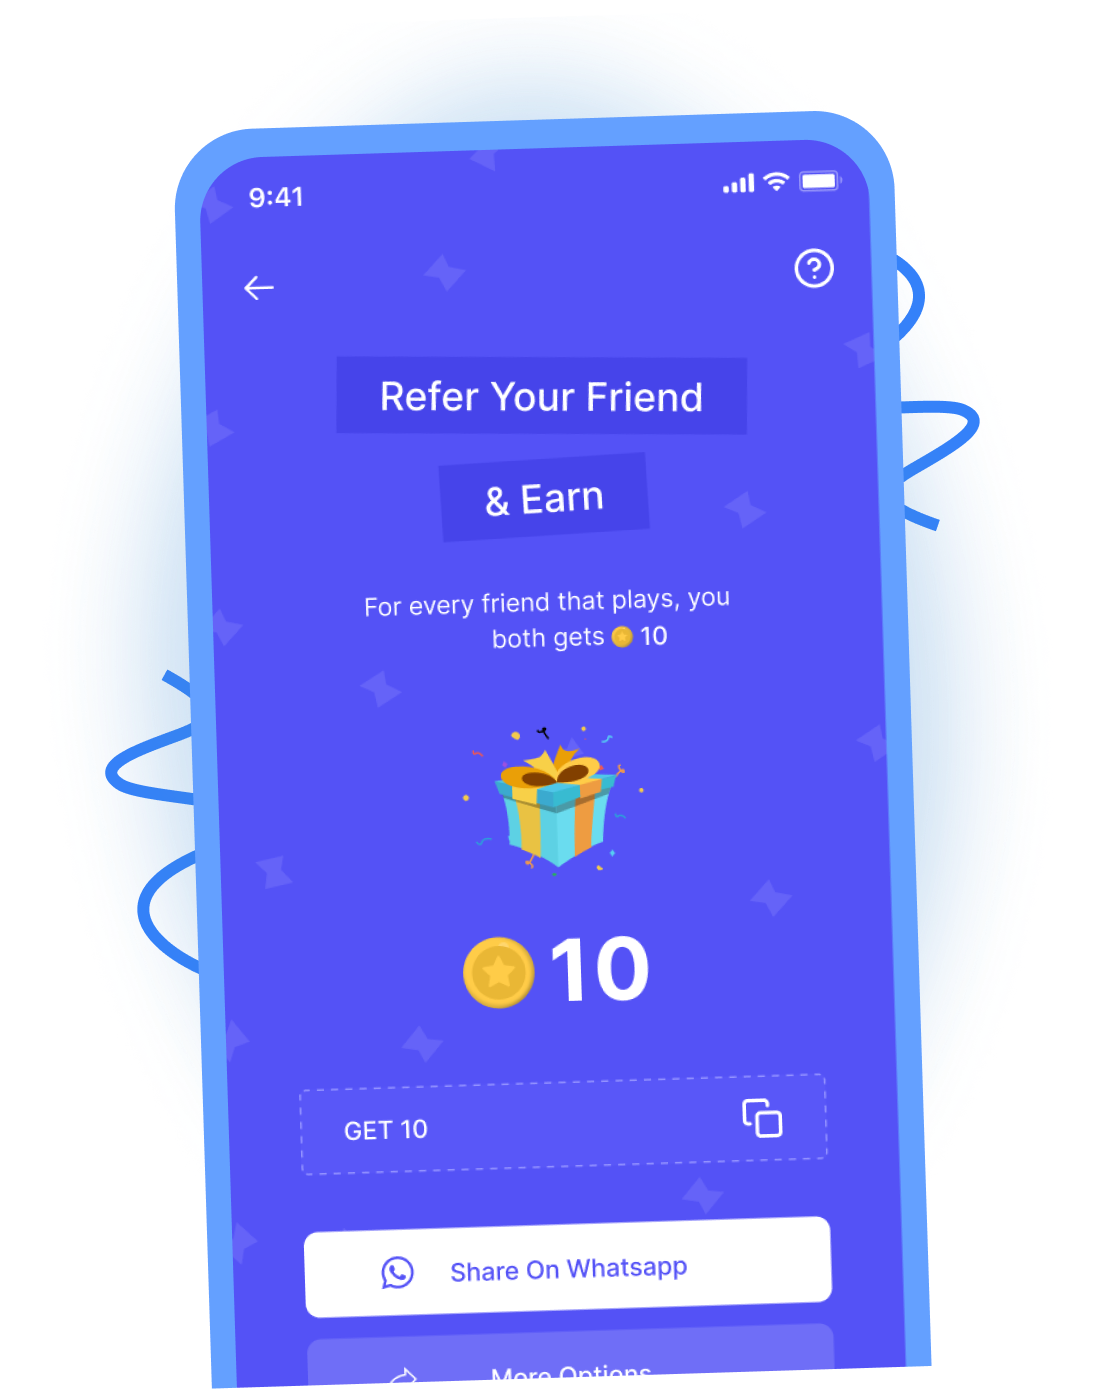 9:41
Refer Your Friend
& Earn
For every friend that plays, you
both gets 10
10
GET 10
Share On Whatsapp
More Options